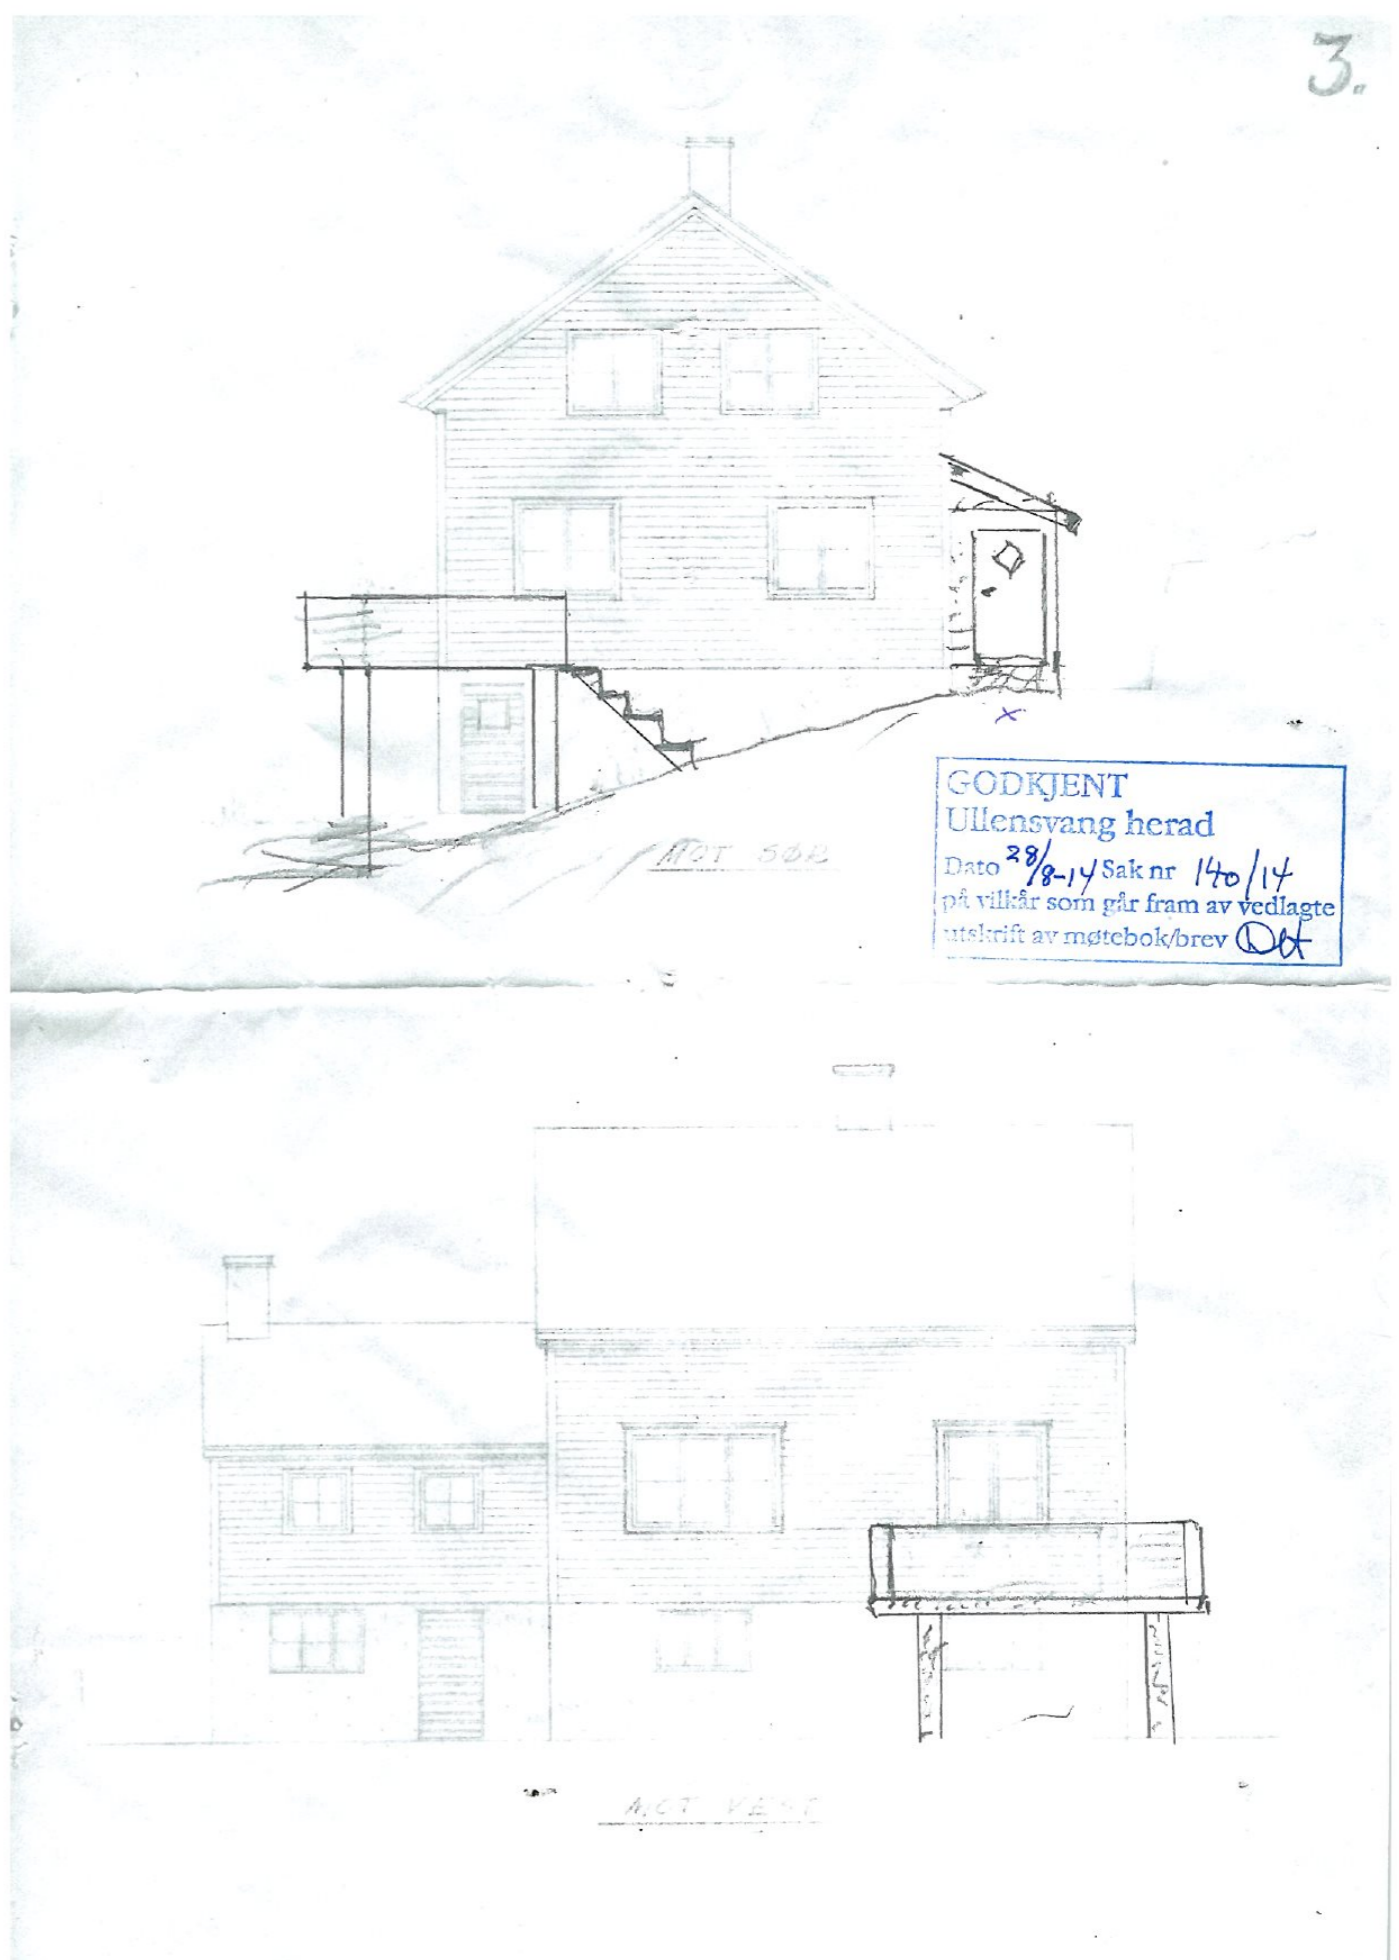 3.
GODKJENT
Ullensvang herad
Dato 28/8-14 Sak nr 140/14
på vilkår som går fram av vedlagte
utskrift av møtebok/brev
MOT SØR
MOT VEST